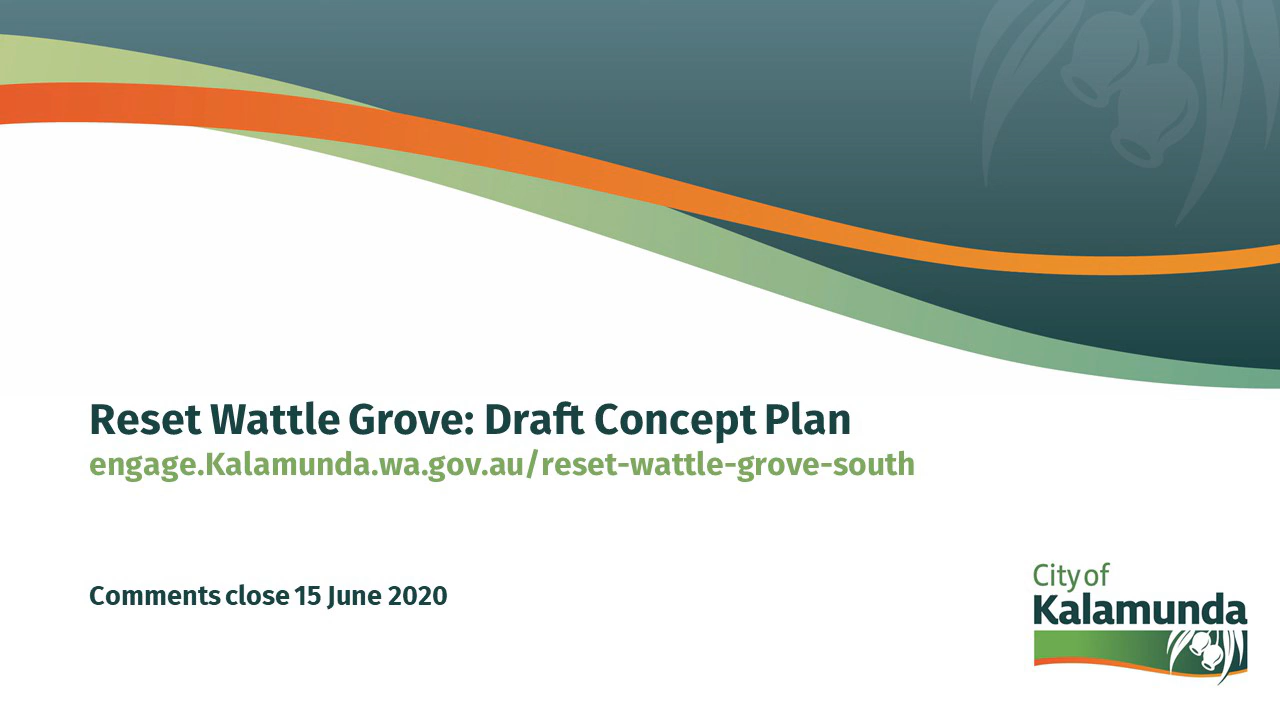 Reset Wattle Grove: Draft Concept Plan
engage.Kalamunda.wa.gov.au/reset-wattle-grove-south
Comments close 15 June 2020
City of
Kalamunda